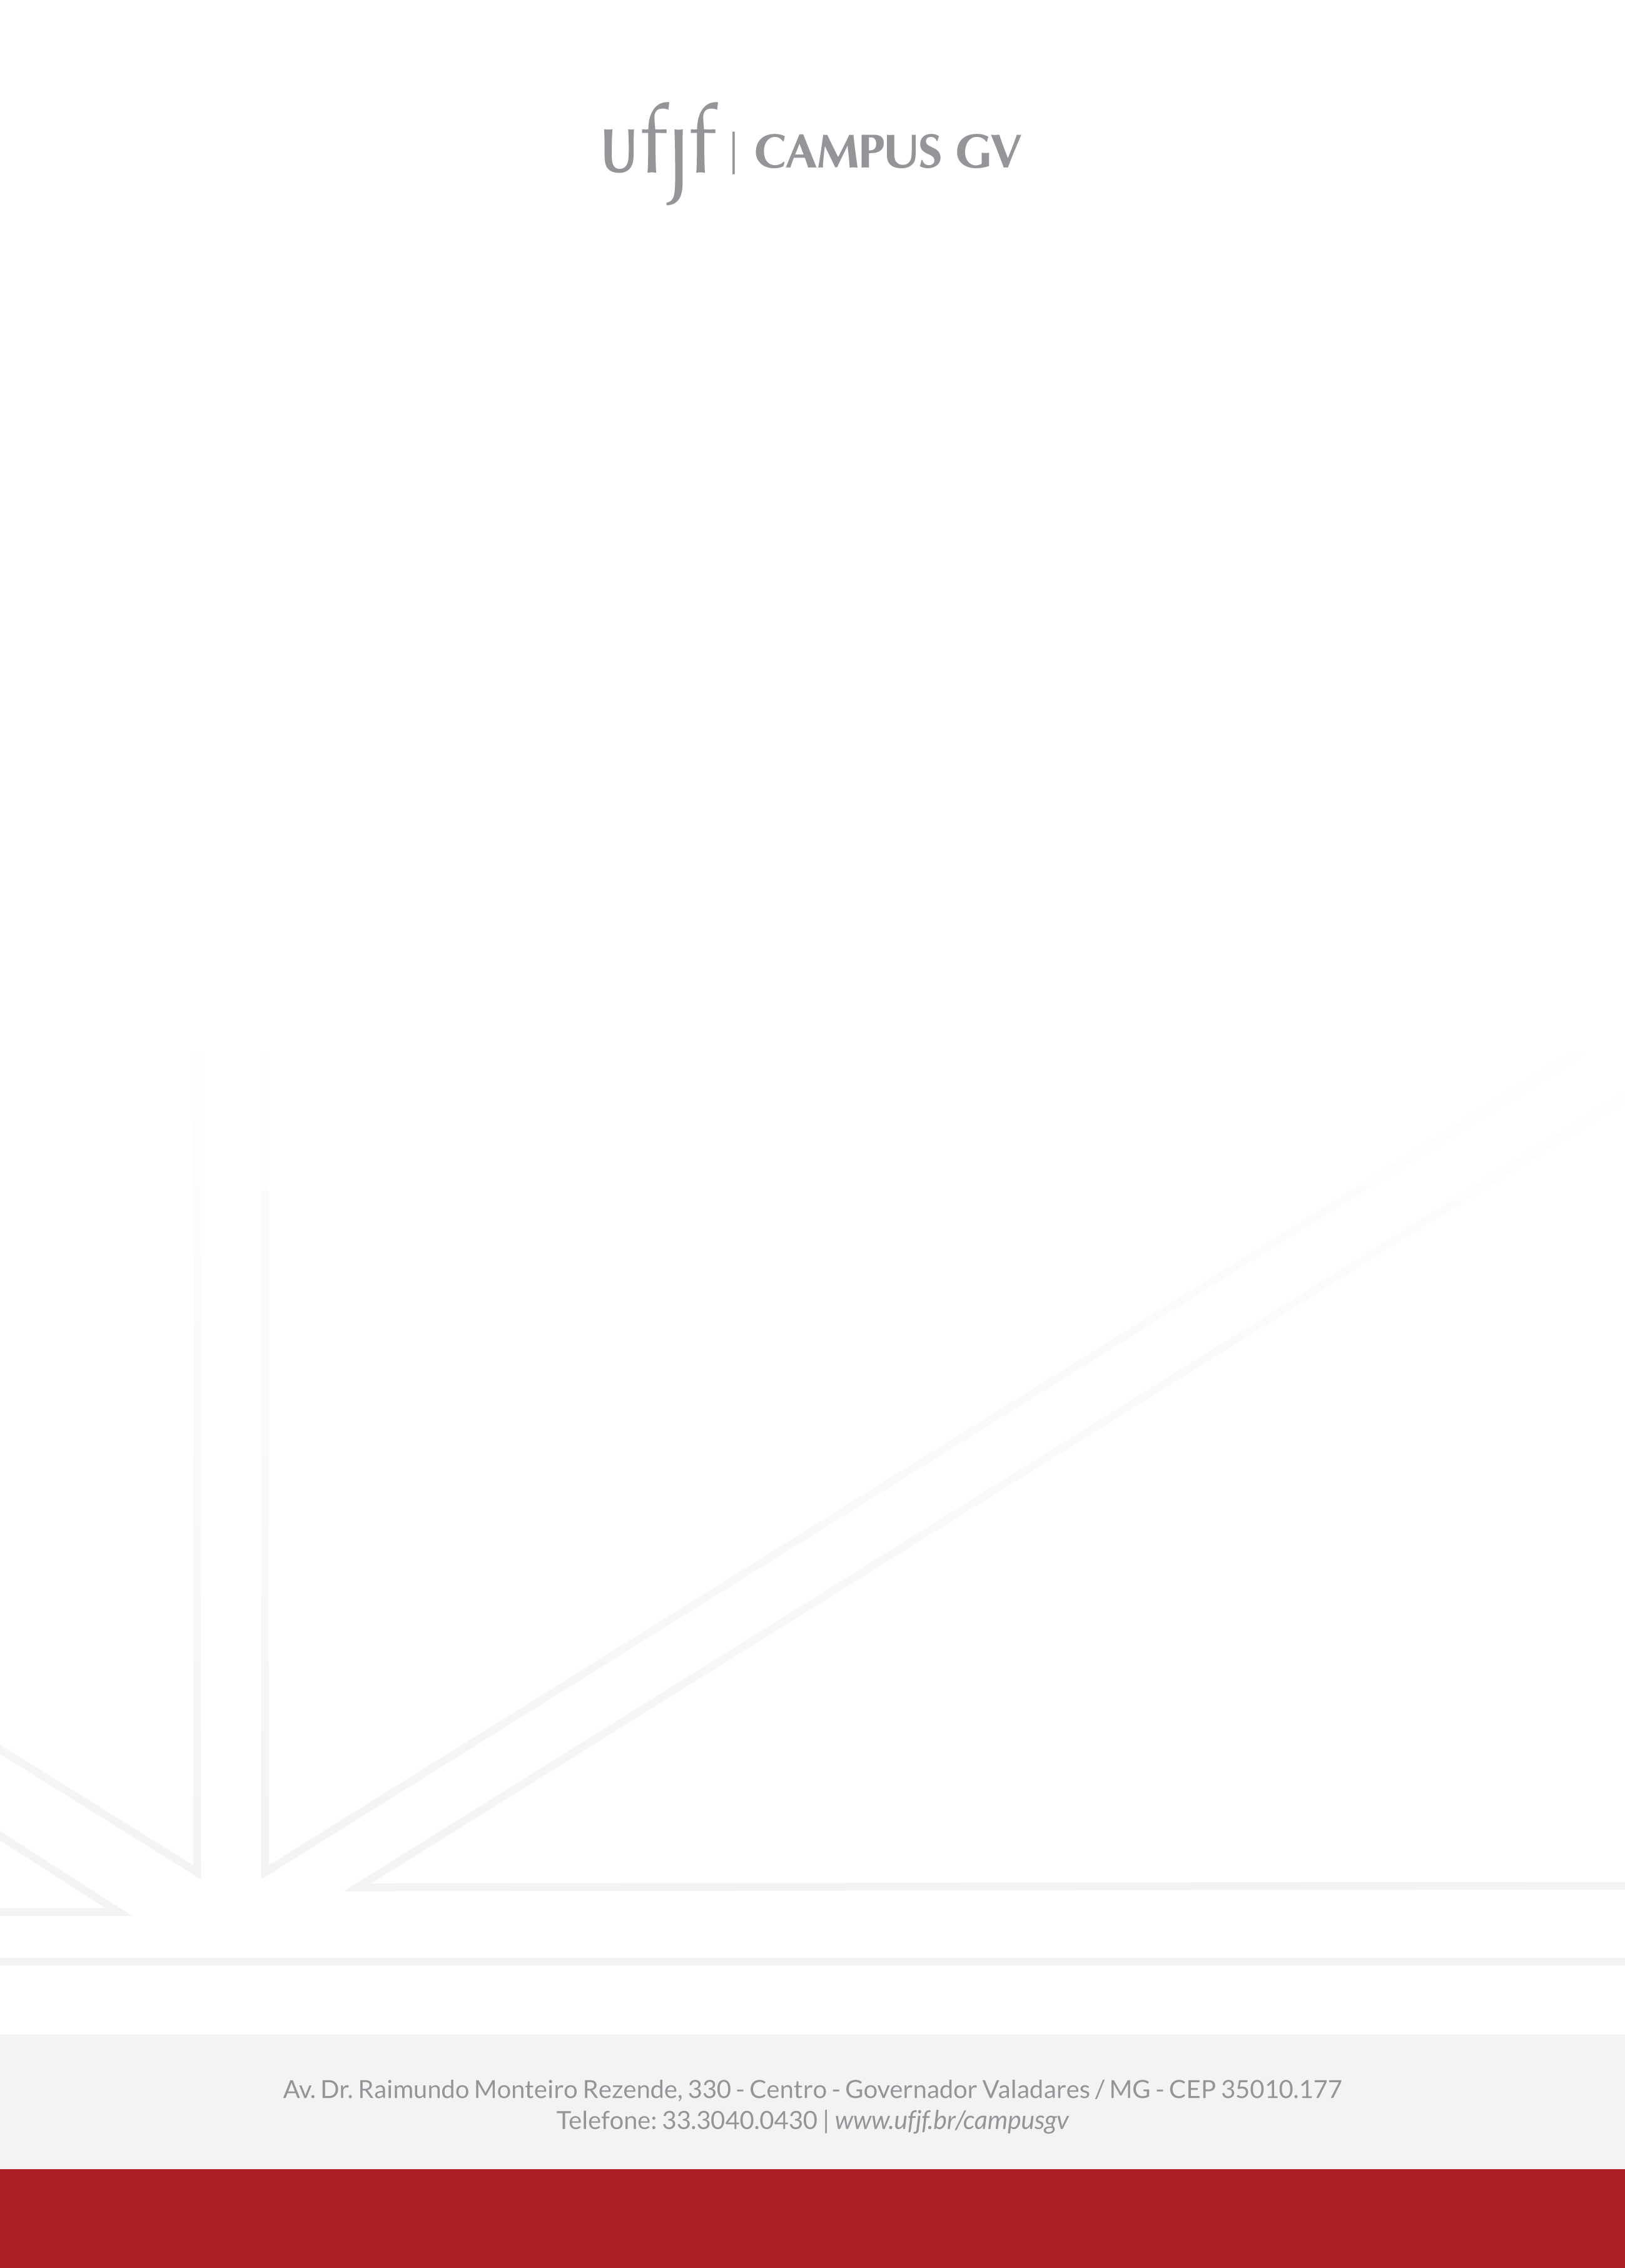 ufjf | CAMPUS GV
Av. Dr. Raimundo Monteiro Rezende, 330 - Centro - Governador Valadares / MG - CEP 35010.177
Telefone: 33.3040.0430 | www.ufjf.br/campusgv